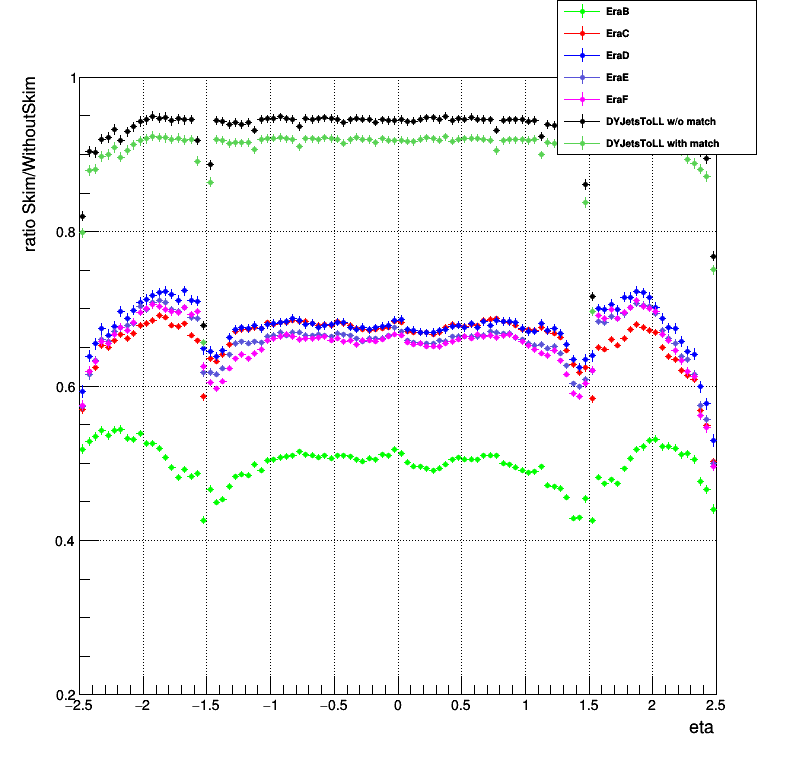 EraB
EraC
EraD
EraE
EraF
DYJetsToLL w/o match
DYJetsToLL with match
ratio Skim/WithoutSkim
1
0.8
0.6
0.4
0.2
−2.5 −2 −1.5 −1 −0.5 0 0.5 1 1.5 2 2.5
eta